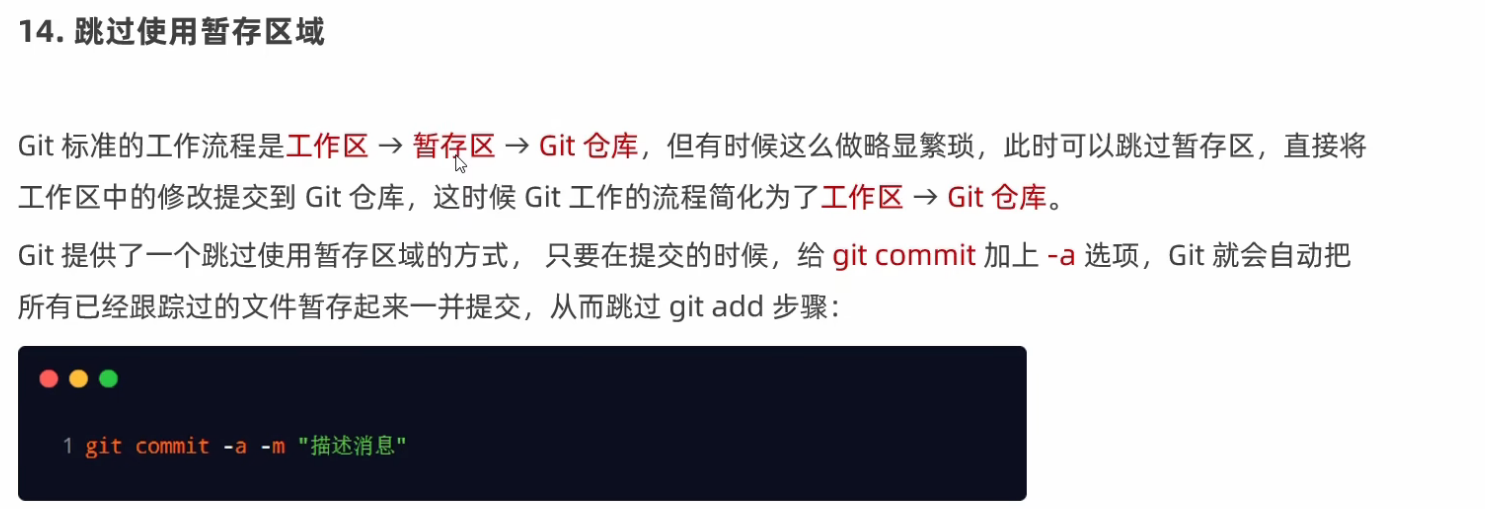 14. 跳过使用暂存区域
Git 标准的工作流程是工作区 → 暂存区 → Git 仓库，但有时候这么做略显繁琐，此时可以跳过暂存区，直接将
工作区中的修改提交到 Git 仓库，这时候 Git 工作的流程简化为了工作区 → Git 仓库。
Git 提供了一个跳过使用暂存区域的方式， 只要在提交的时候，给 git commit 加上 -a 选项，Git 就会自动把
所有已经跟踪过的文件暂存起来一并提交，从而跳过 git add 步骤：
1 git commit -a -m "描述消息"